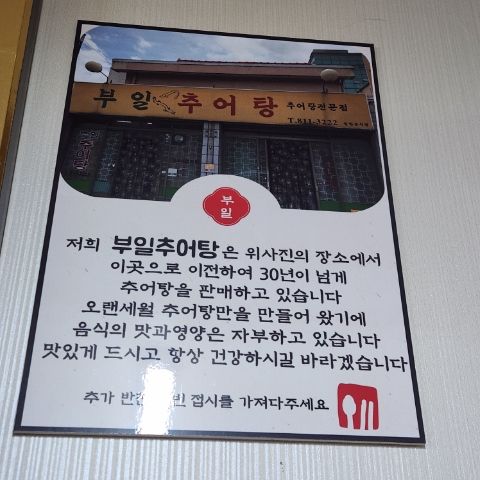 부일 추어탕 추어탕전문점
T.811-3222
추어탕
부
일
저희 부일추어탕은 위사진의 장소에서
이곳으로 이전하여 30년이 넘게
추어탕을 판매하고 있습니다
오랜세월 추어탕만을 만들어 왔기에
음식의 맛과영양은 자부하고 있습니다
맛있게 드시고 항상 건강하시길 바라겠습니다
추가 접시를 가져다주세요